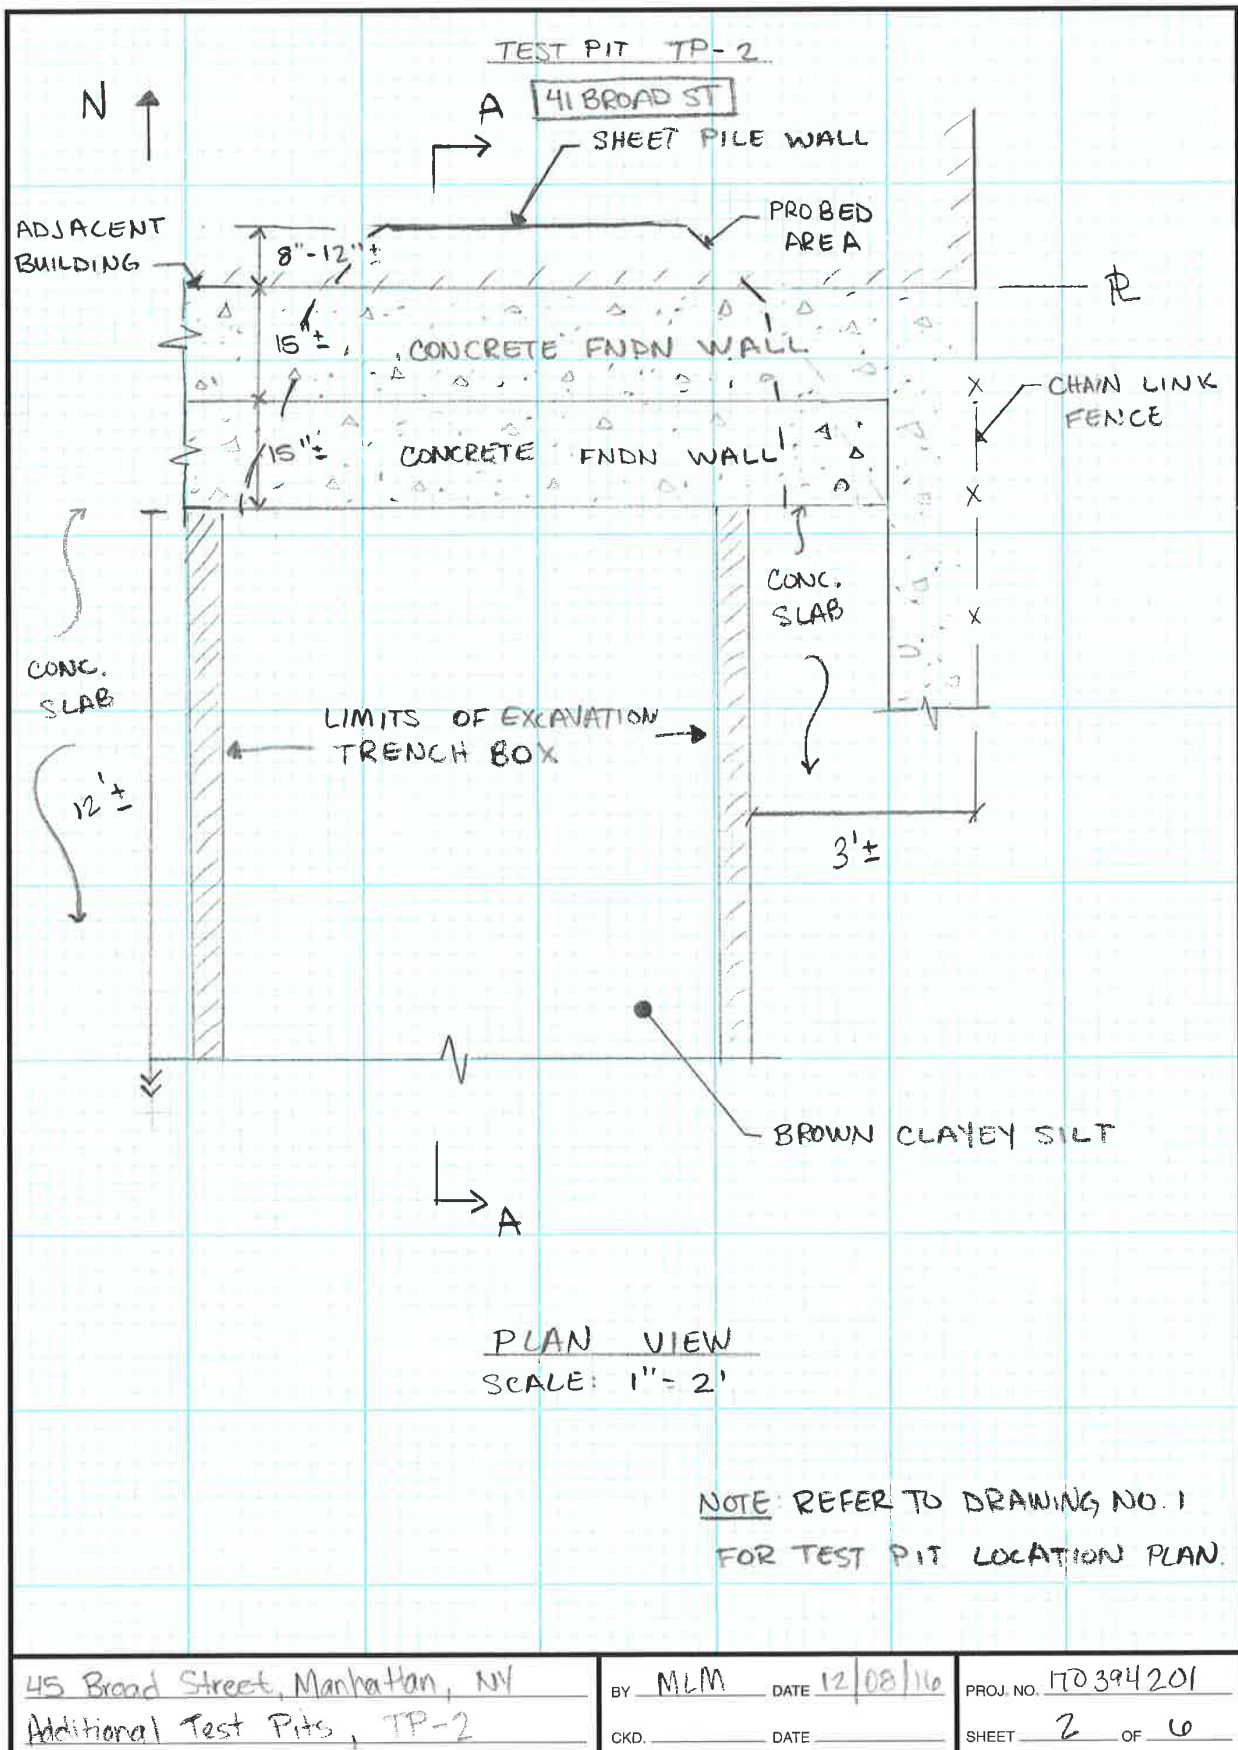 TEST PIT TP-2
41 BROAD ST
N
A
SHEET PILE WALL
PROBED
AREA
ADJACENT
BUILDING
8"-12"±
PL
15"±
CONCRETE FNDN WALL
CHAIN LINK
FENCE
15"±
CONCRETE FNDN WALL
CONC.
SLAB
CONC.
SLAB
LIMITS OF EXCAVATION
TRENCH BOX
12'±
3'±
BROWN CLAYEY SILT
A
PLAN VIEW
SCALE: 1"=2'
NOTE: REFER TO DRAWING NO. 1
FOR TEST PIT LOCATION PLAN.
45 Broad Street, Manhattan, NY
Additional Test Pits, TP-2
BY MLM DATE 12/08/16
CKD. DATE
PROJ. NO. 170394201
SHEET 2 OF 6